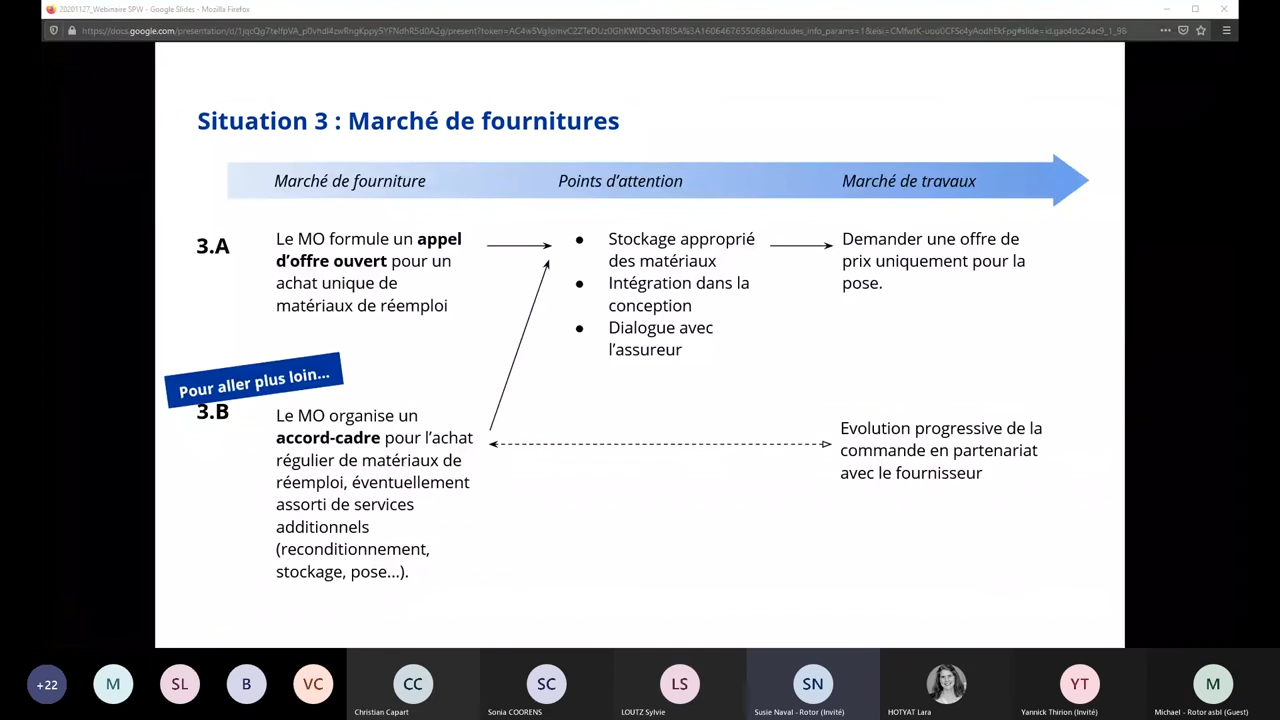 20201127_Webinaire SPW - Google Slides - Mozilla Firefox
Situation 3 : Marché de fournitures
Marché de fourniture
Points d'attention
Marché de travaux
3.A
Le MO formule un appel
d'offre ouvert pour un
achat unique de
matériaux de réemploi
● Stockage approprié
des matériaux
● Intégration dans la
conception
● Dialogue avec
l'assureur
Demander une offre de
prix uniquement pour la
pose.
Pour aller plus loin...
3.B
Le MO organise un
accord-cadre pour l'achat
régulier de matériaux de
réemploi, éventuellement
assorti de services
additionnels
(reconditionnement,
stockage, pose...).
Evolution progressive de la
commande en partenariat
avec le fournisseur
+22
M
SL
B
VC
CC
Christian Capart
SC
Sonia COORENS
LS
LOUTZ Sylvie
SN
Susie Naval - Rotor (Invité)
HOTYAT Lara
YT
Yannick Thirion (Invité)
M
Michael - Rotor asbl (Guest)